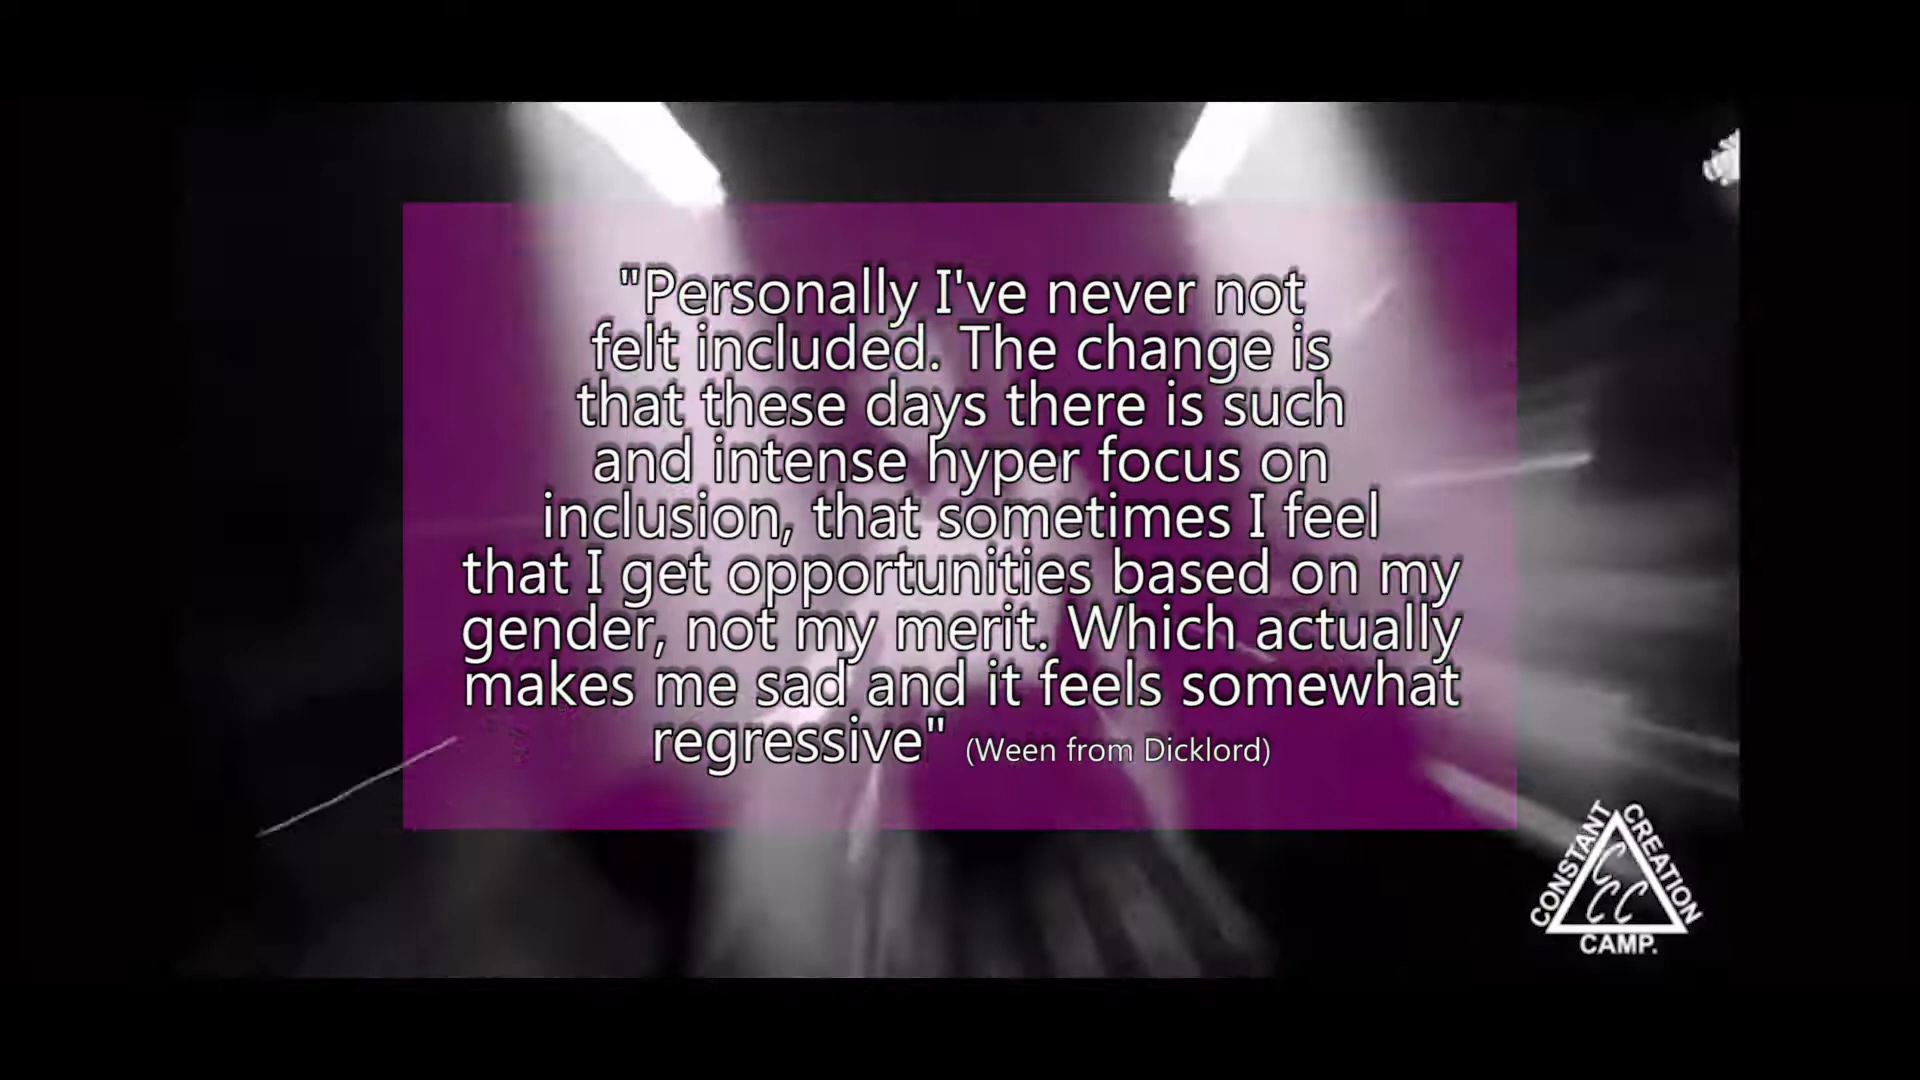 "Personally I've never not
felt included. The change is
that these days there is such
and intense hyper focus on
inclusion, that sometimes I feel
that I get opportunities based on my
gender, not my merit. Which actually
makes me sad and it feels somewhat
regressive" (Ween from Dicklord)
CONSTANT CREATION
CCC
CAMP.